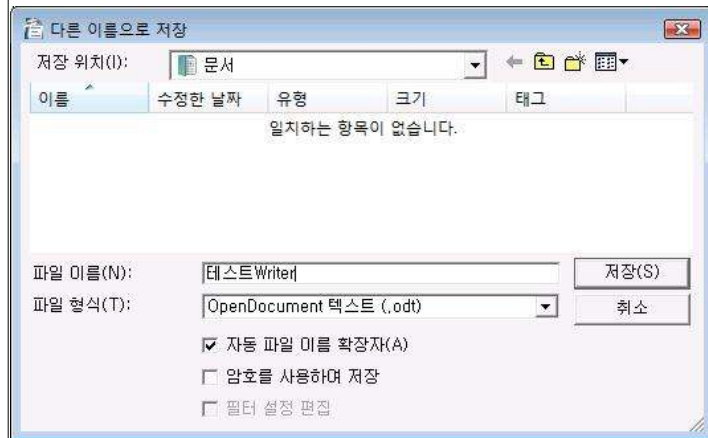 다른 이름으로 저장
저장 위치(I): 문서
이름 수정한 날짜 유형 크기 태그
일치하는 항목이 없습니다.
파일 이름(N): 테스트Writer 저장(S)
파일 형식(T): OpenDocument 텍스트 (.odt) 취소
자동 파일 이름 확장자(A)
암호를 사용하여 저장
필터 설정 편집